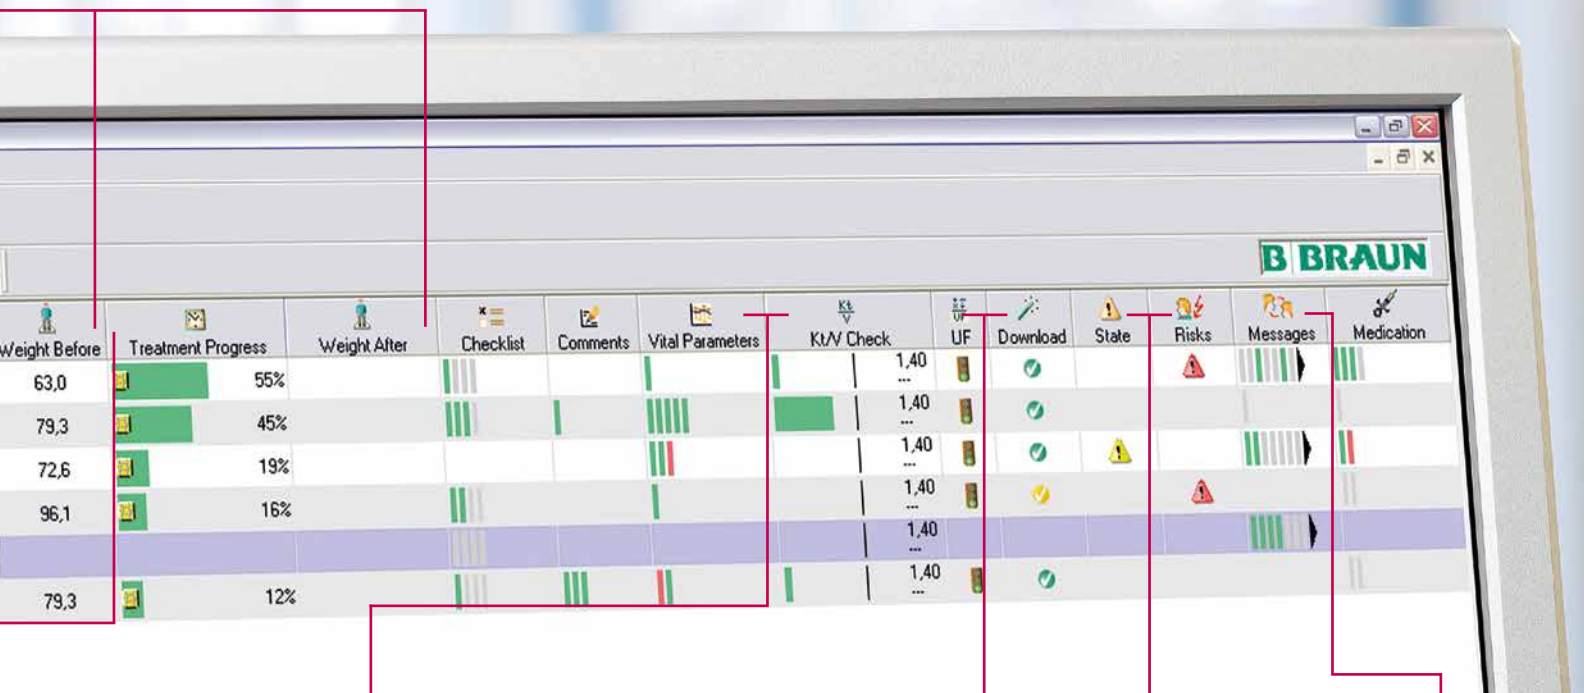 B BRAUN
Weight Before Treatment Progress Weight After Checklist Comments Vital Parameters Kt/V Kt/V Check UF Download State Risks Messages Medication
63,0 55% 1,40
...
79,3 45% 1,40
...
72,6 19% 1,40
...
96,1 16% 1,40
...
1,40
...
79,3 12% 1,40
...